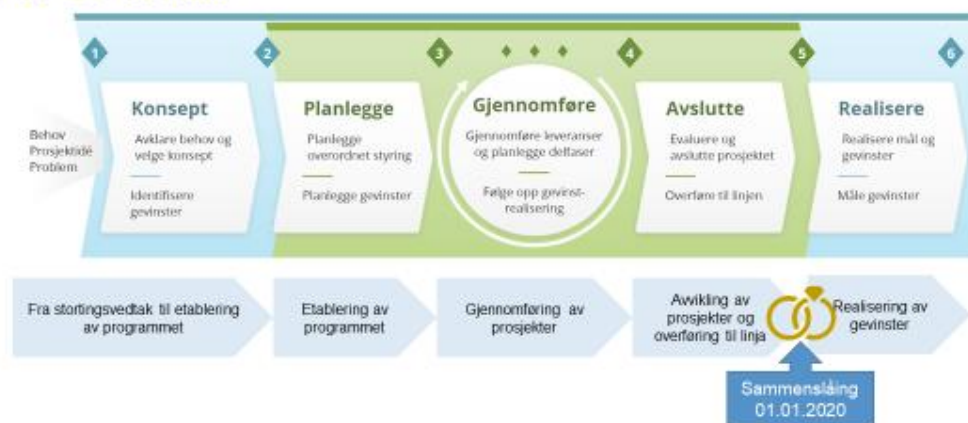 1
2
3
4
5
6
Behov
Prosjektidé
Problem
Konsept
Avklare behov og
velge konsept
Identifisere
gevinster
Planlegge
Planlegge
overordnet styring
Planlegge gevinster
Gjennomføre
Gjennomføre leveranser
og planlegge delfaser
Følge opp gevinst-
realisering
Avslutte
Evaluere og
avslutte prosjektet
Overføre til linjen
Realisere
Realisere mål og
gevinster
Måle gevinster
Fra stortingsvedtak til etablering
av programmet
Etablering av
programmet
Gjennomføring av
prosjekter
Avvikling av
prosjekter og
overføring til linja
Realisering av
gevinster
Sammenslåing
01.01.2020